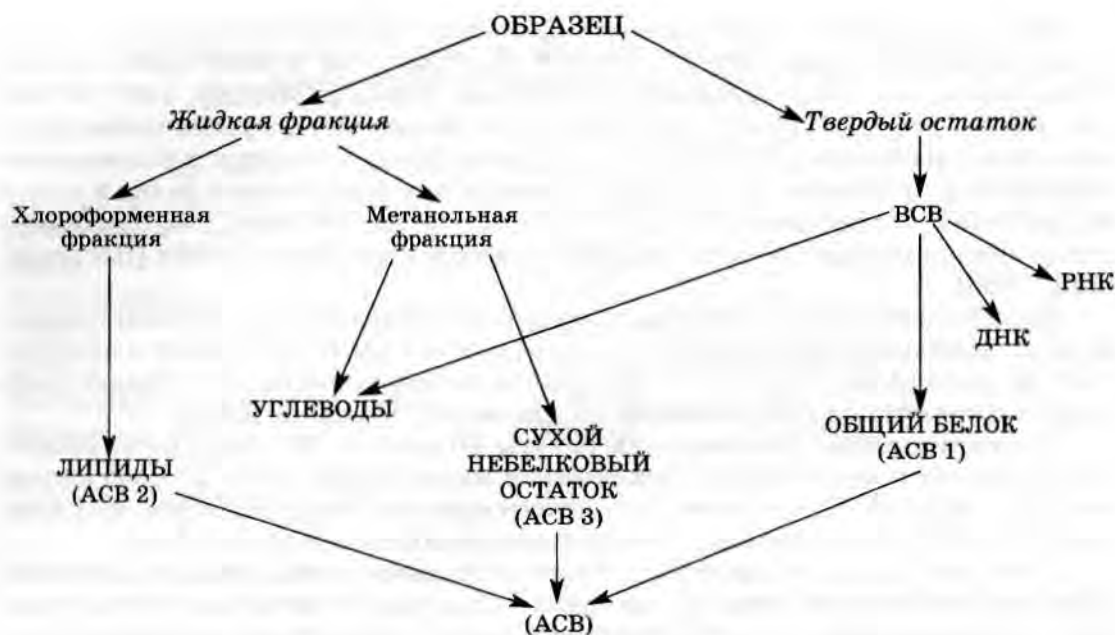 ОБРАЗЕЦ
Жидкая фракция
Твердый остаток
Хлороформенная
фракция
Метанольная
фракция
ВСВ
РНК
ДНК
УГЛЕВОДЫ
ОБЩИЙ БЕЛОК
(АСВ 1)
СУХОЙ
НЕБЕЛКОВЫЙ
ОСТАТОК
(АСВ 3)
ЛИПИДЫ
(АСВ 2)
(АСВ)